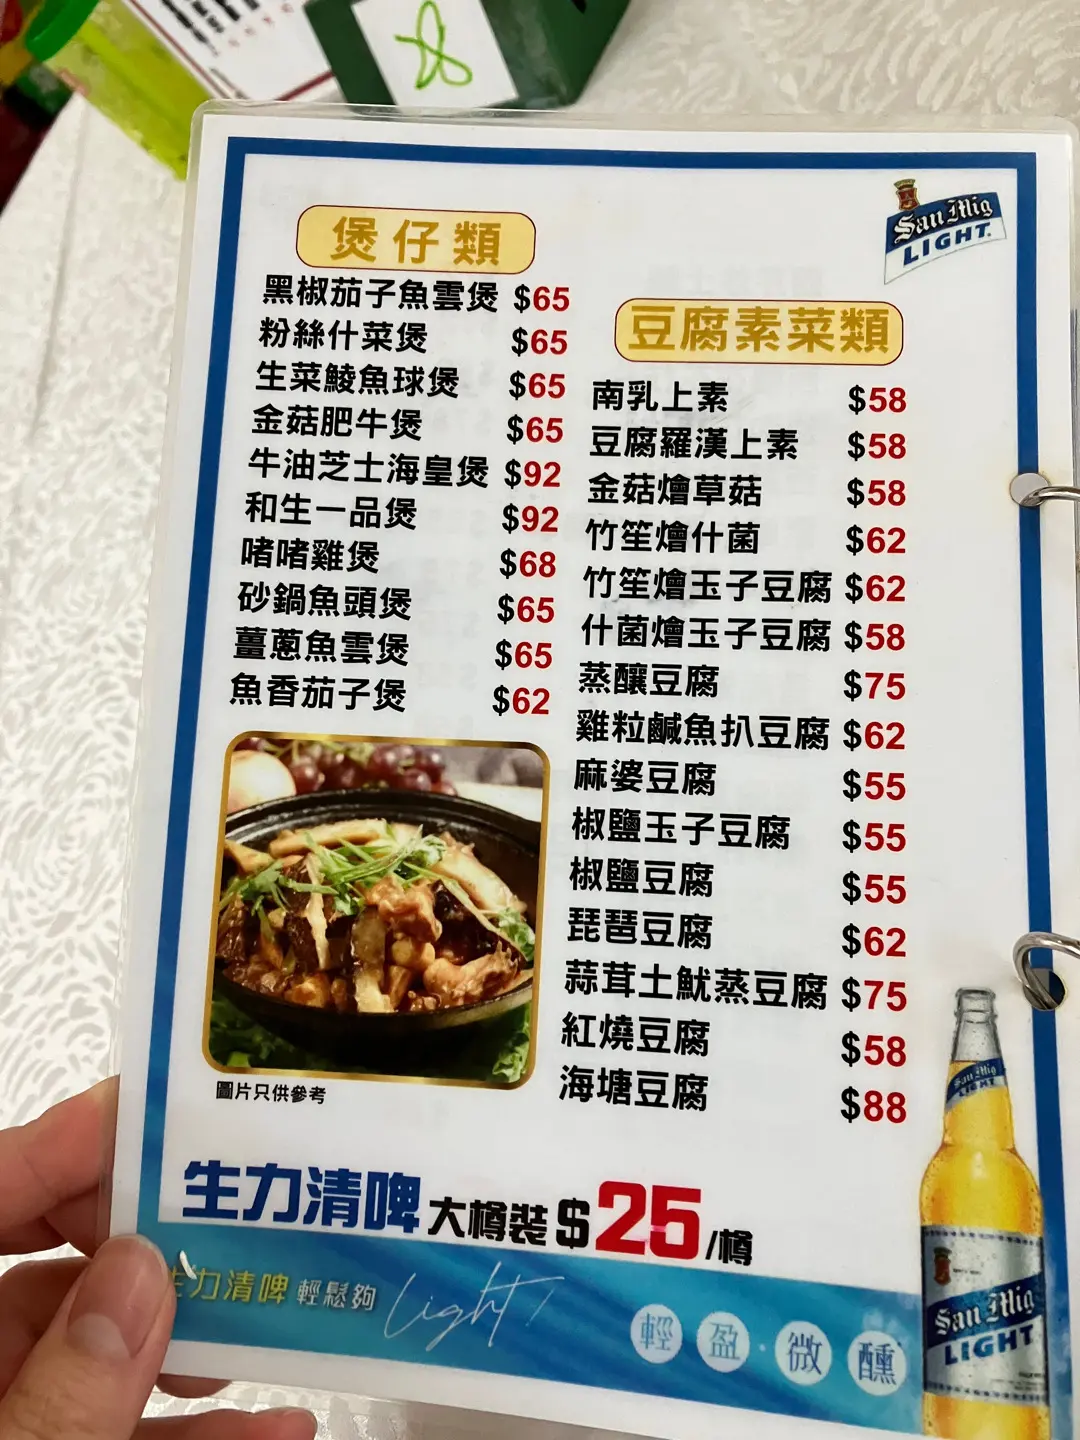 煲仔類
黑椒茄子魚雲煲 $65
粉絲什菜煲 $65
生菜鯪魚球煲 $65
金菇肥牛煲 $65
牛油芝士海皇煲 $92
和生一品煲 $92
啫啫雞煲 $68
砂鍋魚頭煲 $65
薑蔥魚雲煲 $65
魚香茄子煲 $62
圖片只供參考
San Mig
LIGHT
豆腐素菜類
南乳上素 $58
豆腐羅漢上素 $58
金菇燴草菇 $58
竹笙燴什菌 $62
竹笙燴玉子豆腐 $62
什菌燴玉子豆腐 $58
蒸釀豆腐 $75
雞粒鹹魚扒豆腐 $62
麻婆豆腐 $55
椒鹽玉子豆腐 $55
椒鹽豆腐 $55
琵琶豆腐 $62
蒜茸土魷蒸豆腐 $75
紅燒豆腐 $58
海塘豆腐 $88
生力清啤 大樽裝 $25/樽
生力清啤 輕鬆夠 Light
輕盈·微醺
San Mig
LIGHT
San Mig
LIGHT